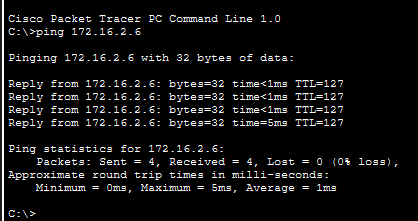 Cisco Packet Tracer PC Command Line 1.0
C:\>ping 172.16.2.6
Pinging 172.16.2.6 with 32 bytes of data:
Reply from 172.16.2.6: bytes=32 time<1ms TTL=127
Reply from 172.16.2.6: bytes=32 time<1ms TTL=127
Reply from 172.16.2.6: bytes=32 time<1ms TTL=127
Reply from 172.16.2.6: bytes=32 time=5ms TTL=127
Ping statistics for 172.16.2.6:
Packets: Sent = 4, Received = 4, Lost = 0 (0% loss),
Approximate round trip times in milli-seconds:
Minimum = 0ms, Maximum = 5ms, Average = 1ms
C:\>